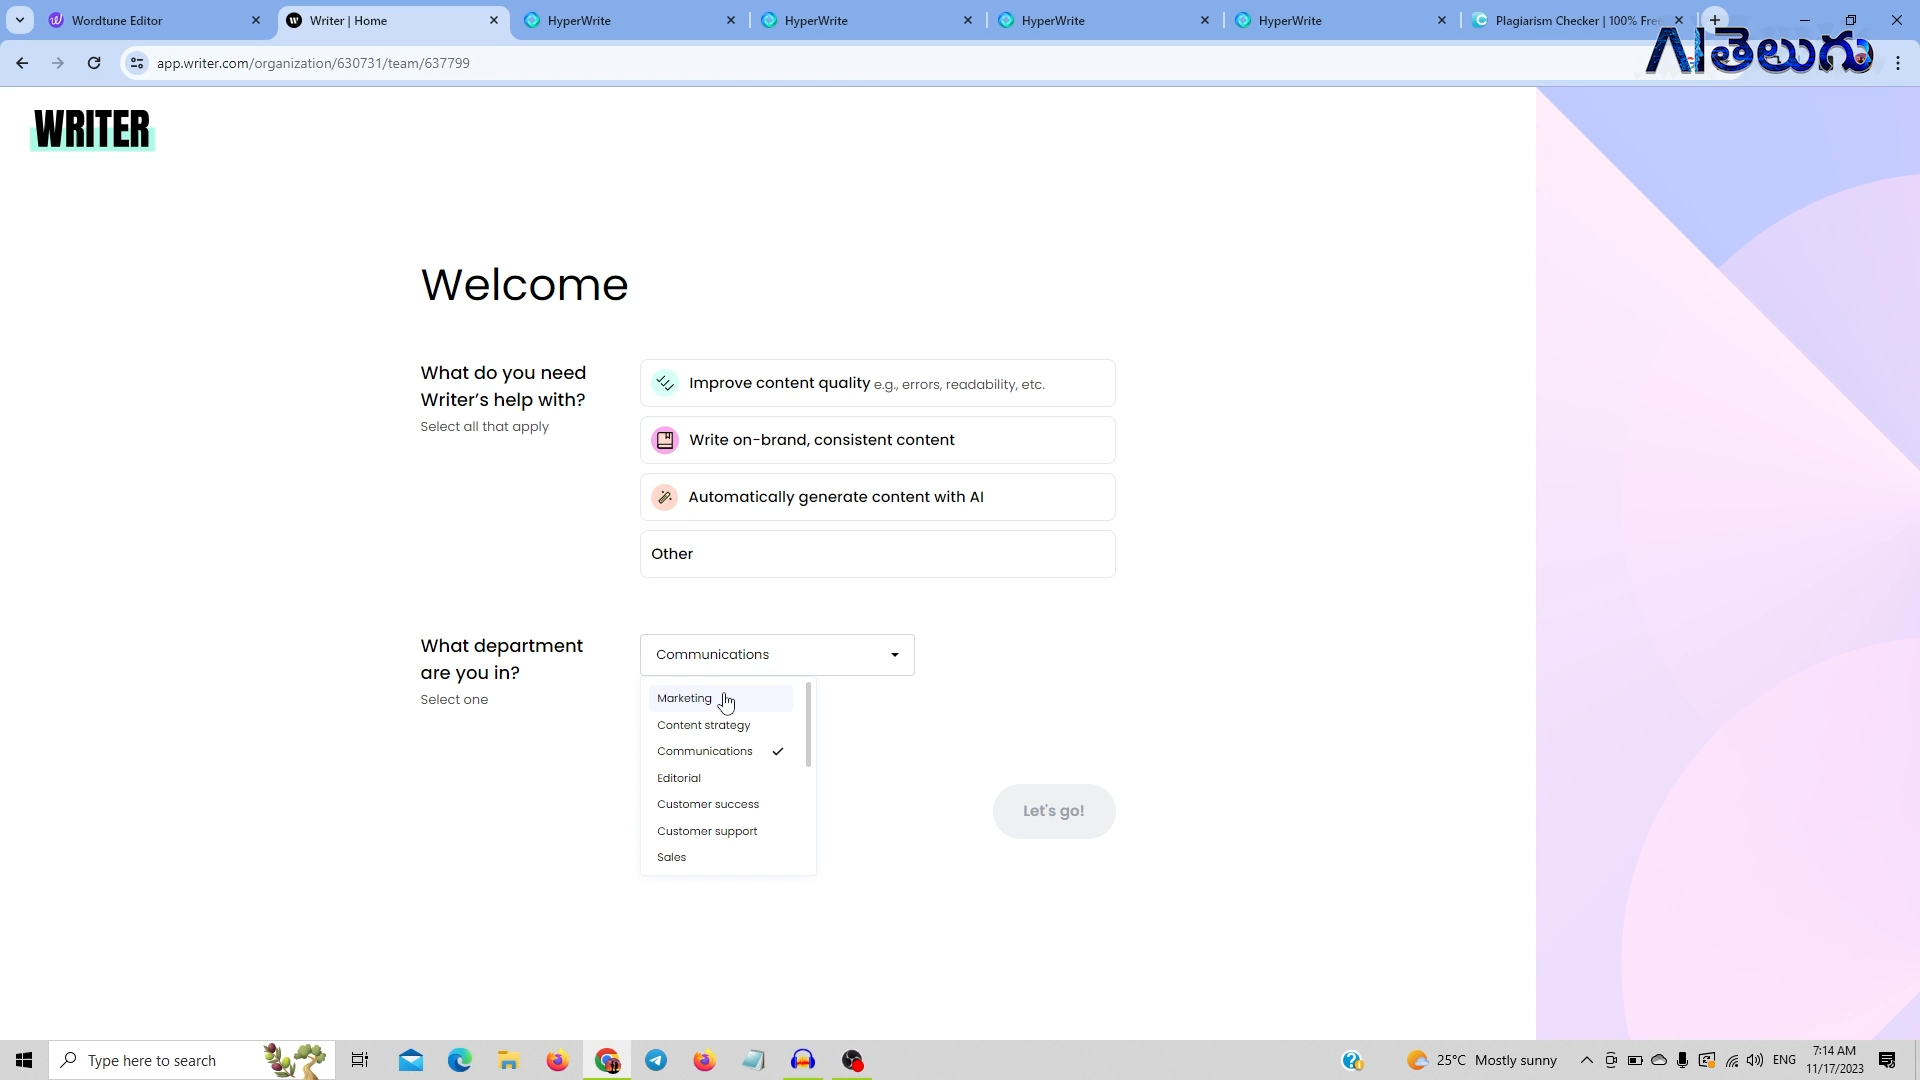 Wordtune Editor
Writer | Home
HyperWrite
HyperWrite
HyperWrite
HyperWrite
Plagiarism Checker | 100% Fre
app.writer.com/organization/630731/team/637799
AI తెలుగు
WRITER
Welcome
What do you need
Writer's help with?
Select all that apply
Improve content quality e.g., errors, readability, etc.
Write on-brand, consistent content
Automatically generate content with AI
Other
What department
are you in?
Select one
Communications
Marketing
Content strategy
Communications
Editorial
Customer success
Customer support
Sales
Let's go!
Type here to search
25°C Mostly sunny
ENG
7:14 AM
11/17/2023